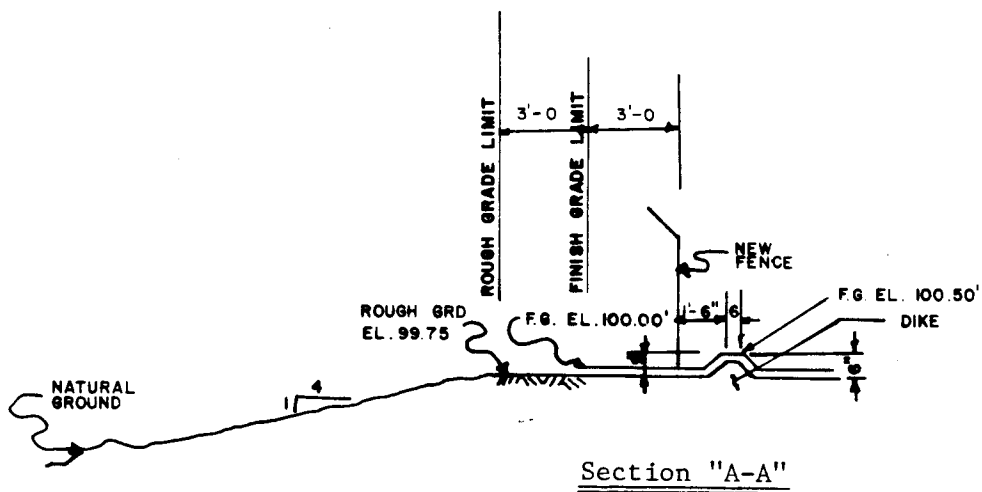 3'-0
3'-0
ROUGH GRADE LIMIT
FINISH GRADE LIMIT
NEW
FENCE
ROUGH GRD
EL. 99.75
F.G. EL. 100.00'
1'-6"
6
F.G. EL. 100.50'
DIKE
6"
NATURAL
GROUND
4
1
Section "A-A"